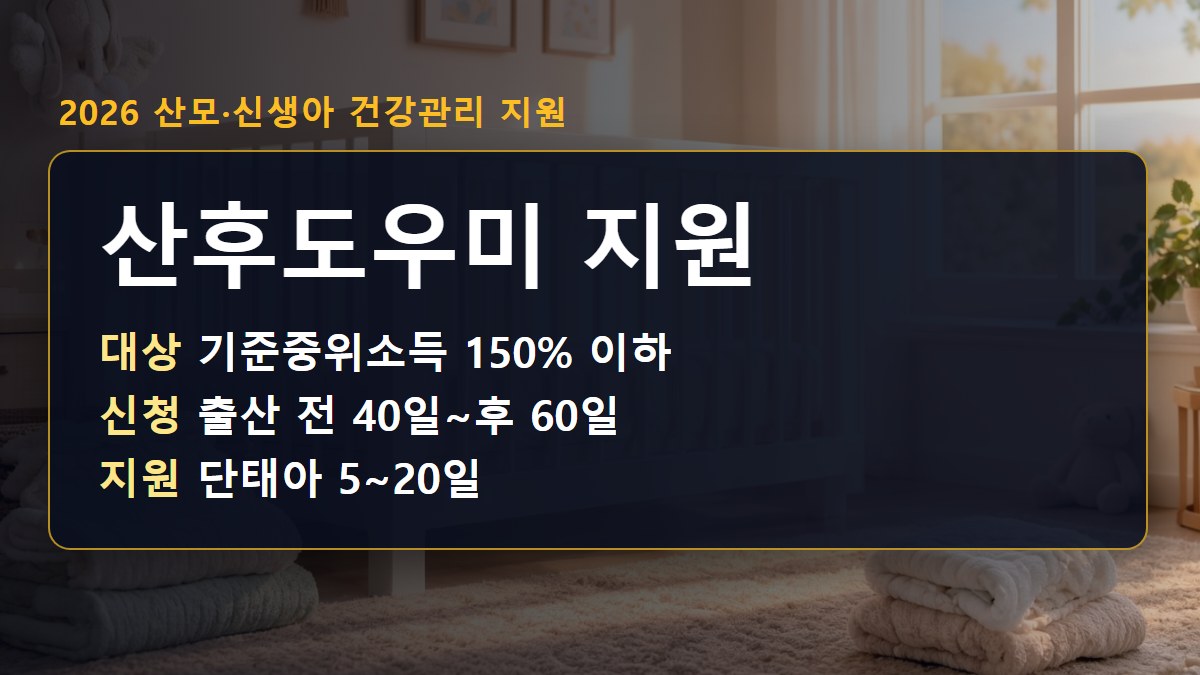 2026 산모·신생아 건강관리 지원
산후도우미 지원
대상 기준중위소득 150% 이하
신청 출산 전 40일~후 60일
지원 단태아 5~20일